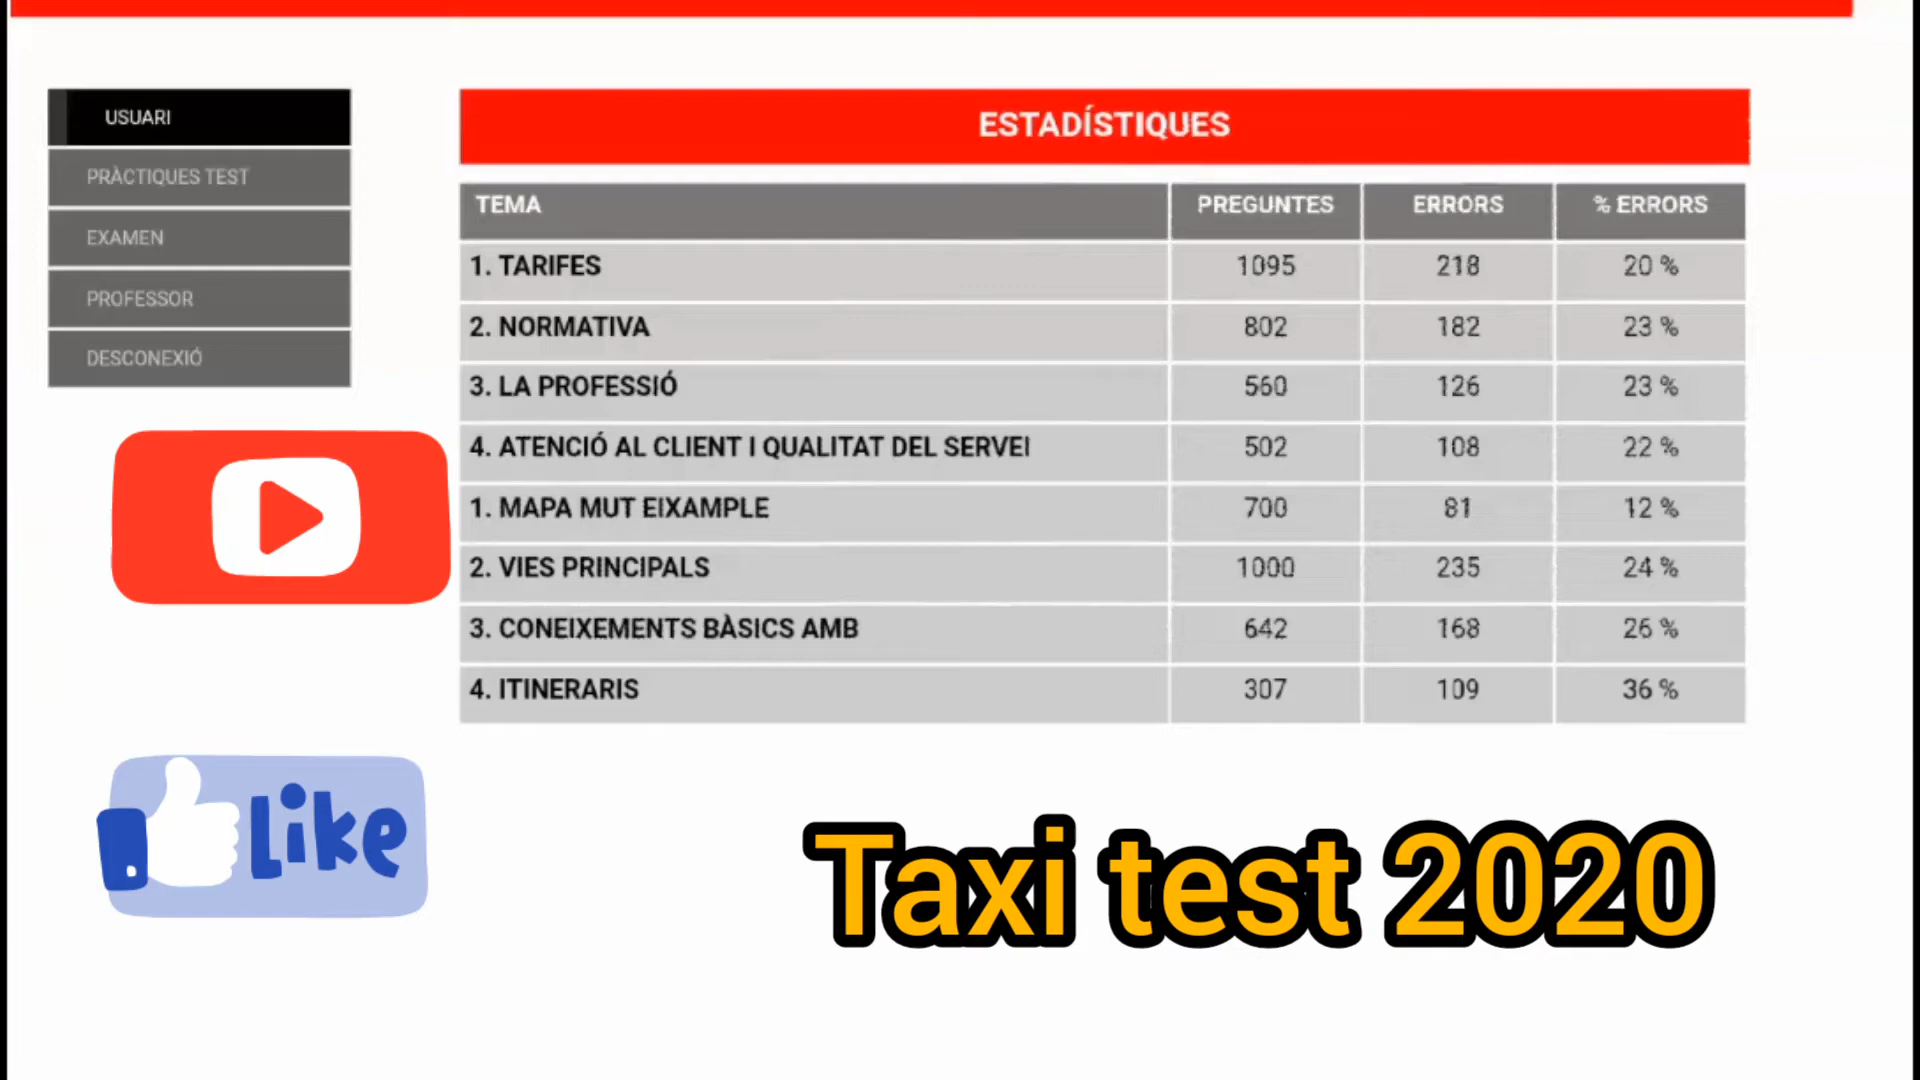 USUARI
PRÀCTIQUES TEST
EXAMEN
PROFESSOR
DESCONEXIÓ
ESTADÍSTIQUES
TEMA PREGUNTES ERRORS % ERRORS
1. TARIFES 1095 218 20 %
2. NORMATIVA 802 182 23 %
3. LA PROFESSIÓ 560 126 23 %
4. ATENCIÓ AL CLIENT I QUALITAT DEL SERVEI 502 108 22 %
1. MAPA MUT EIXAMPLE 700 81 12 %
2. VIES PRINCIPALS 1000 235 24 %
3. CONEIXEMENTS BÀSICS AMB 642 168 26 %
4. ITINERARIS 307 109 36 %
Like
Taxi test 2020